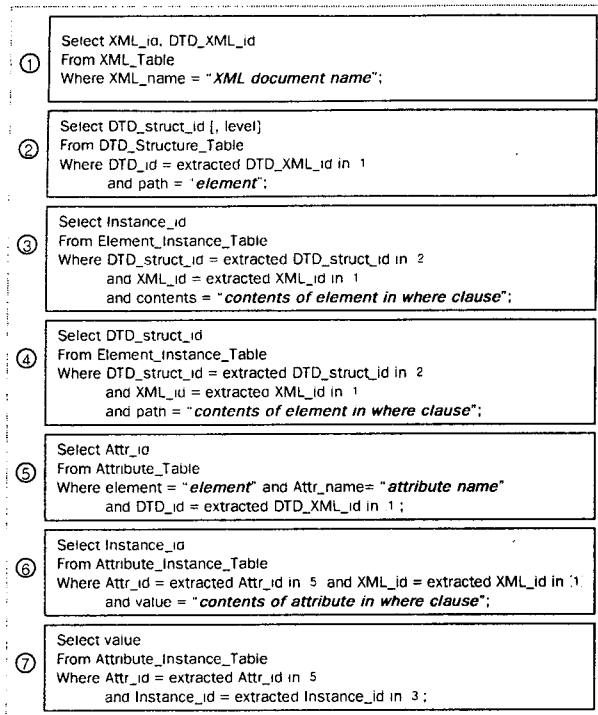 ①
Select XML_id, DTD_XML_id
From XML_Table
Where XML_name = "XML document name";
②
Select DTD_struct_id [, level]
From DTD_Structure_Table
Where DTD_id = extracted DTD_XML_id in 1
and path = "element";
③
Select Instance_id
From Element_Instance_Table
Where DTD_struct_id = extracted DTD_struct_id in 2
and XML_id = extracted XML_id in 1
and contents = "contents of element in where clause";
④
Select DTD_struct_id
From Element_Instance_Table
Where DTD_struct_id = extracted DTD_struct_id in 2
and XML_id = extracted XML_id in 1
and path = "contents of element in where clause";
⑤
Select Attr_id
From Attribute_Table
Where element = "element" and Attr_name= "attribute name"
and DTD_id = extracted DTD_XML_id in 1 ;
⑥
Select Instance_id
From Attribute_Instance_Table
Where Attr_id = extracted Attr_id in 5 and XML_id = extracted XML_id in 1
and value = "contents of attribute in where clause";
⑦
Select value
From Attribute_Instance_Table
Where Attr_id = extracted Attr_id in 5
and Instance_id = extracted Instance_id in 3 ;